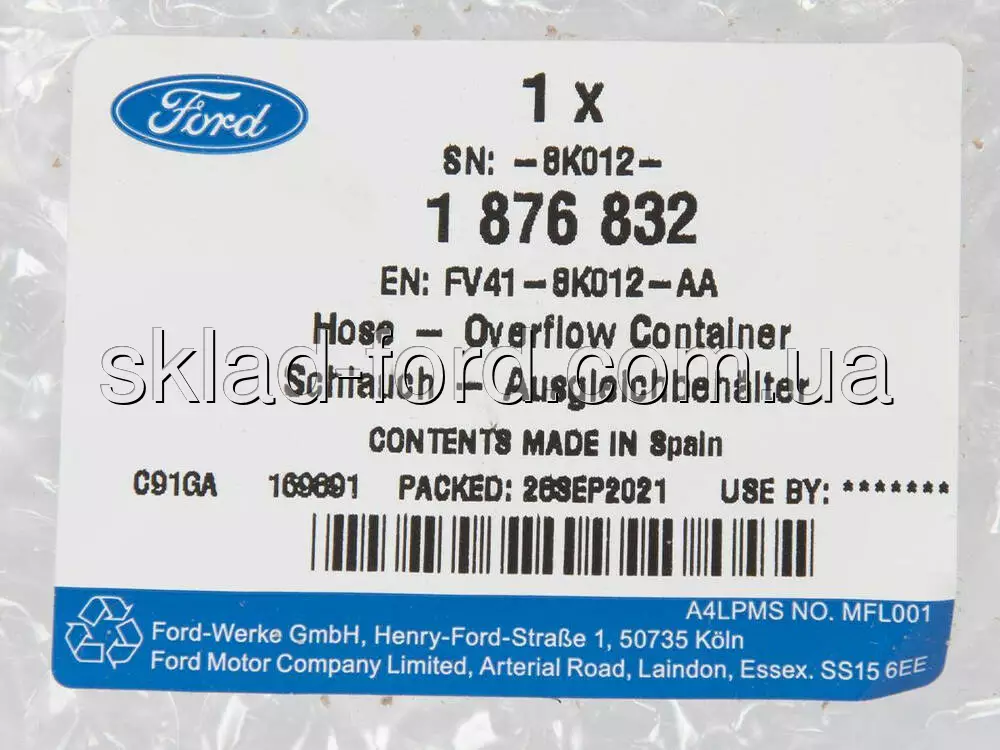 Ford
1 x
SN: -8K012-
1 876 832
EN: FV41-8K012-AA
Hose - Overflow Container
sklad-ford.com.ua
Schlauch - Ausgleichbehälter
CONTENTS MADE IN Spain
C91GA 169691 PACKED: 26SEP2021 USE BY: *******
A4LPMS NO. MFL001
Ford-Werke GmbH, Henry-Ford-Straße 1, 50735 Köln
Ford Motor Company Limited, Arterial Road, Laindon, Essex. SS15 6EE